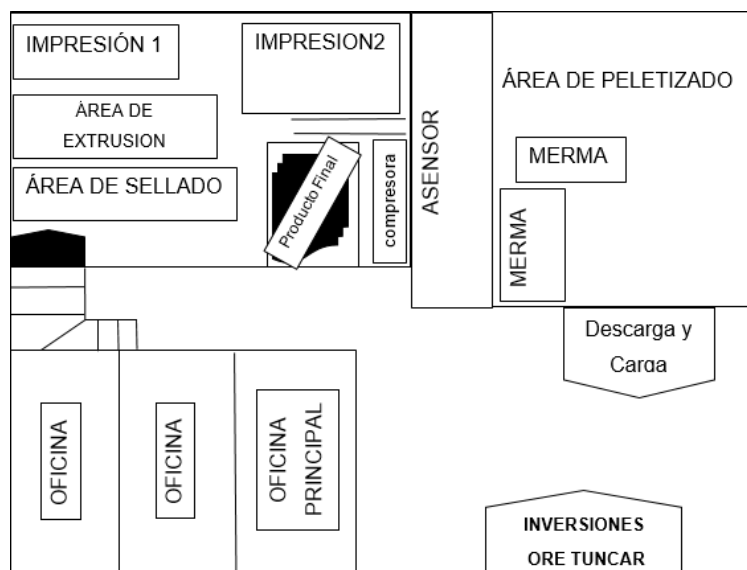 IMPRESIÓN 1
IMPRESION2
ÁREA DE
EXTRUSION
ÁREA DE SELLADO
Producto Final
compresora
ASENSOR
ÁREA DE PELETIZADO
MERMA
MERMA
Descarga y
Carga
OFICINA
OFICINA
OFICINA
PRINCIPAL
INVERSIONES
ORE TUNCAR